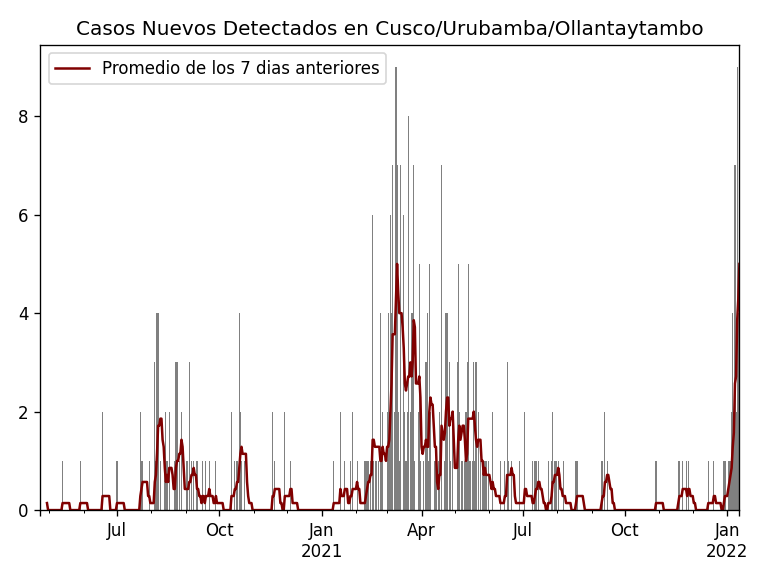 Casos Nuevos Detectados en Cusco/Urubamba/Ollantaytambo
Promedio de los 7 dias anteriores
8
6
4
2
0
Jul
Oct
Jan
2021
Apr
Jul
Oct
Jan
2022